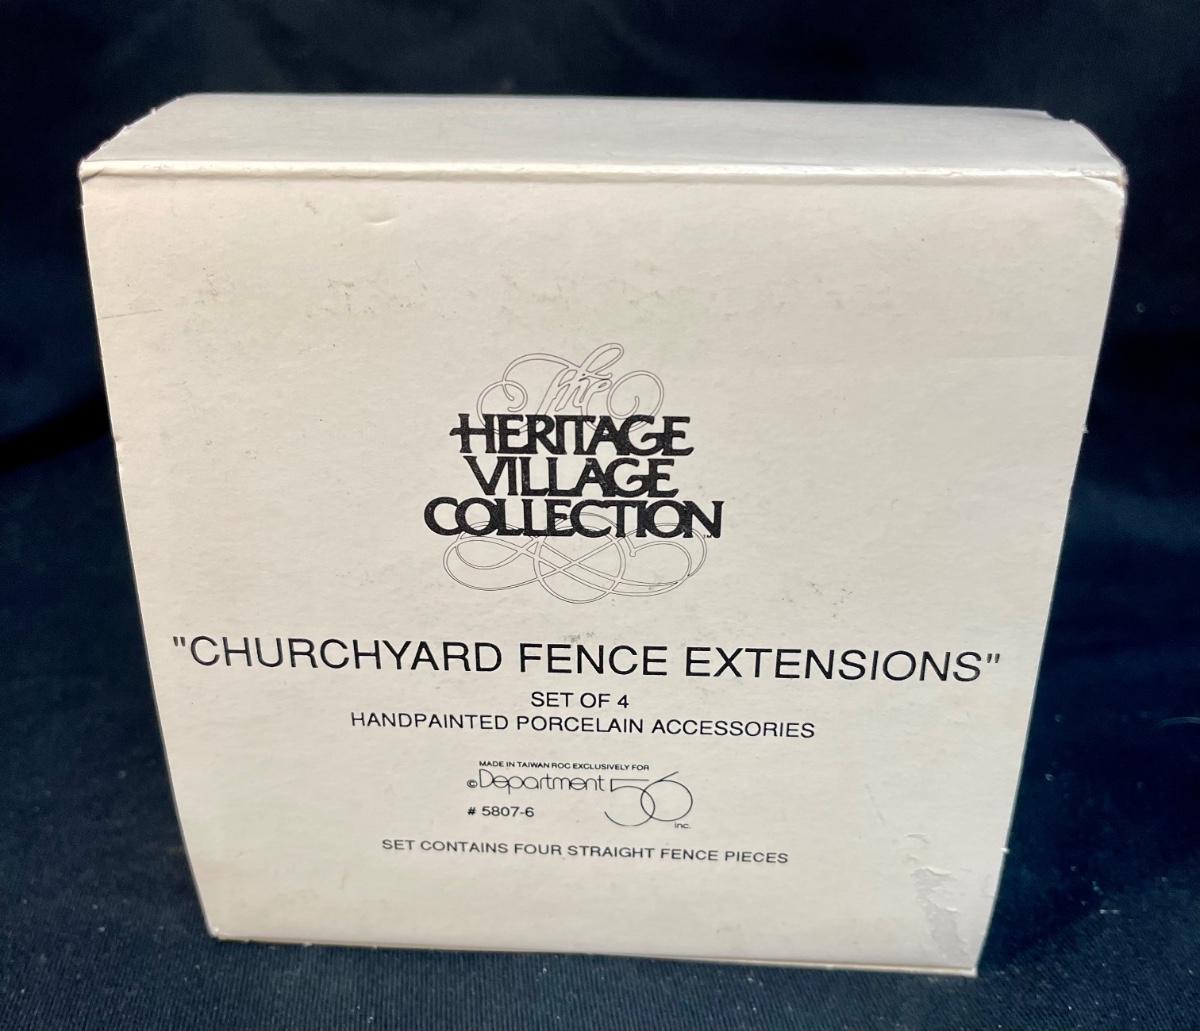 The
HERITAGE
VILLAGE
COLLECTION™
"CHURCHYARD FENCE EXTENSIONS"
SET OF 4
HANDPAINTED PORCELAIN ACCESSORIES
MADE IN TAIWAN ROC EXCLUSIVELY FOR
©Department 56 inc.
# 5807-6
SET CONTAINS FOUR STRAIGHT FENCE PIECES